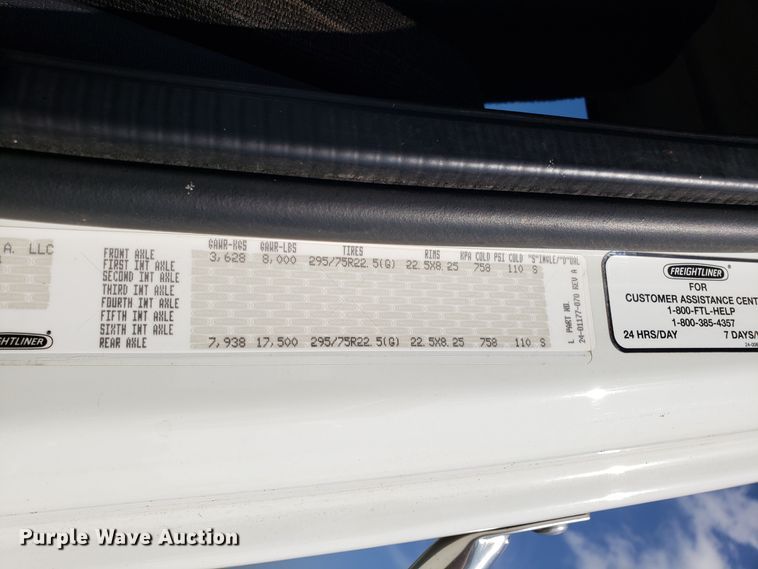 A. LLC
GAWR-KGS GAWR-LBS TIRES RIMS KPA COLD PSI COLD "S"INGLE/"D"UAL
FRONT AXLE 3,628 8,000 295/75R22.5(G) 22.5X8.25 758 110 S
FIRST INT AXLE
SECOND INT AXLE
THIRD INT AXLE
FOURTH INT AXLE
FIFTH INT AXLE
SIXTH INT AXLE
REAR AXLE 7,938 17,500 295/75R22.5(G) 22.5X8.25 758 110 S
L PART NO.
24-01177-070 REV A
GHTLINER
FREIGHTLINER
FOR
CUSTOMER ASSISTANCE CENT
1-800-FTL-HELP
1-800-385-4357
24 HRS/DAY 7 DAYS/
Purple Wave Auction